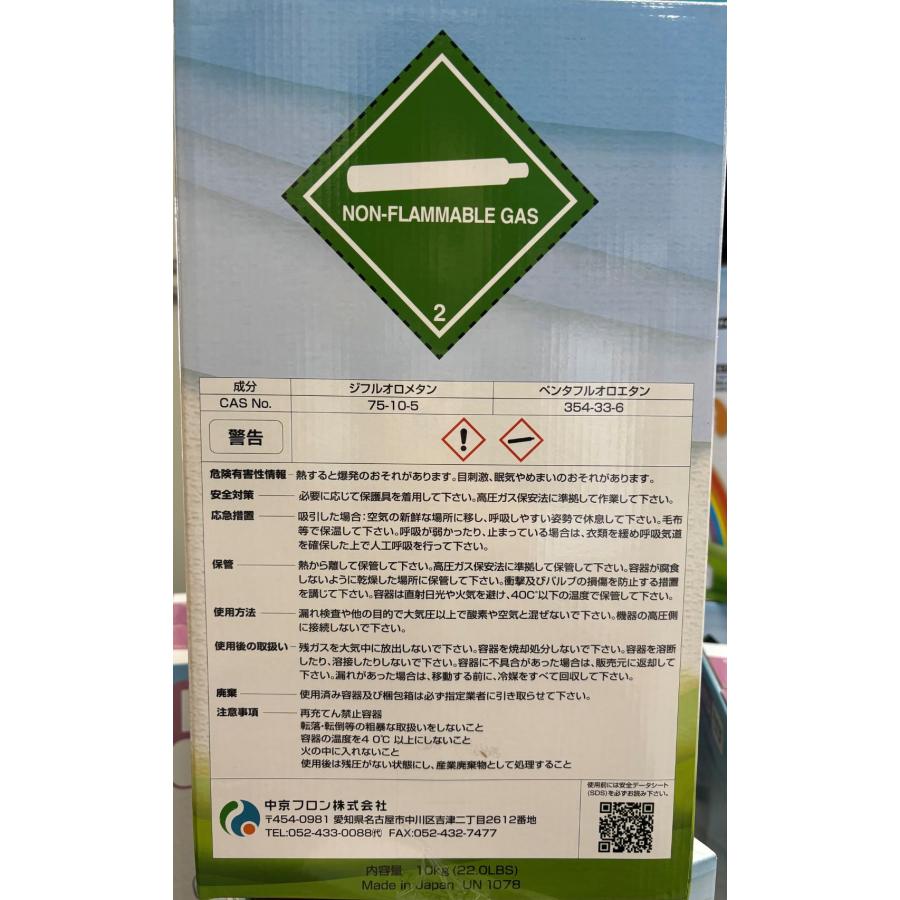 NON-FLAMMABLE GAS
2
成分 ジフルオロメタン ペンタフルオロエタン
CAS No. 75-10-5 354-33-6
警告
危険有害性情報 - 熱すると爆発のおそれがあります。目刺激、眠気やめまいのおそれがあります。
安全対策 - 必要に応じて保護具を着用して下さい。高圧ガス保安法に準拠して作業して下さい。
応急措置 - 吸引した場合:空気の新鮮な場所に移し、呼吸しやすい姿勢で休息して下さい。毛布
等で保温して下さい。呼吸が弱かったり、止まっている場合は、衣類を緩め呼吸気道
を確保した上で人工呼吸を行って下さい。
保管 - 熱から離して保管して下さい。高圧ガス保安法に準拠して保管して下さい。容器が腐食
しないように乾燥した場所に保管して下さい。衝撃及びバルブの損傷を防止する措置
を講じて下さい。容器は直射日光や火気を避け、40℃以下の温度で保管して下さい。
使用方法 - 漏れ検査や他の目的で大気圧以上で酸素や空気と混ぜないで下さい。機器の高圧側
に接続しないで下さい。
使用後の取扱い - 残ガスを大気中に放出しないで下さい。容器を焼却処分しないで下さい。容器を溶断
したり、溶接したりしないで下さい。容器に不具合があった場合は、販売元に返却して
下さい。漏れがあった場合は、移動する前に、冷媒をすべて回収して下さい。
廃棄 - 使用済み容器及び梱包箱は必ず指定業者に引き取らせて下さい。
注意事項 - 再充てん禁止容器
転落・転倒等の粗暴な取扱いをしないこと
容器の温度を40℃以上にしないこと
火の中に入れないこと
使用後は残圧がない状態にし、産業廃棄物として処理すること
中京フロン株式会社
〒454-0981 愛知県名古屋市中川区吉津二丁目2612番地
TEL:052-433-0088㈹ FAX:052-432-7477
使用前には安全データシート
(SDS)を必ずお読み下さい。
内容量 10kg (22.0LBS)
Made in Japan UN 1078